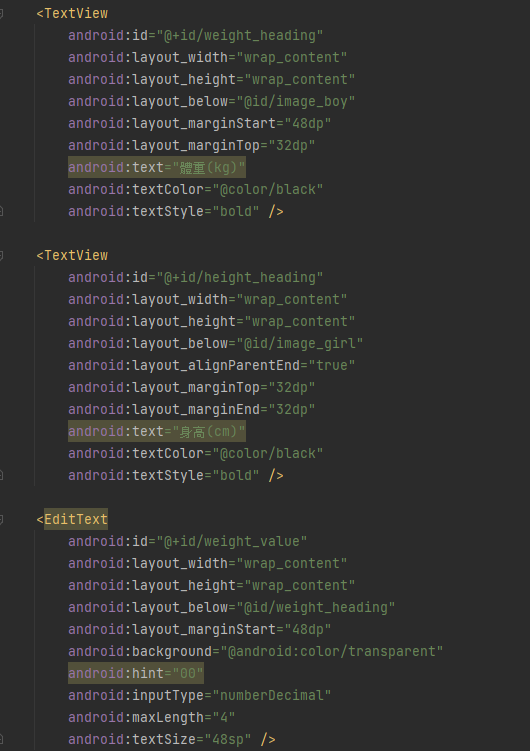 <TextView
android:id="@+id/weight_heading"
android:layout_width="wrap_content"
android:layout_height="wrap_content"
android:layout_below="@id/image_boy"
android:layout_marginStart="48dp"
android:layout_marginTop="32dp"
android:text="體重(kg)"
android:textColor="@color/black"
android:textStyle="bold" />
<TextView
android:id="@+id/height_heading"
android:layout_width="wrap_content"
android:layout_height="wrap_content"
android:layout_below="@id/image_girl"
android:layout_alignParentEnd="true"
android:layout_marginTop="32dp"
android:layout_marginEnd="32dp"
android:text="身高(cm)"
android:textColor="@color/black"
android:textStyle="bold" />
<EditText
android:id="@+id/weight_value"
android:layout_width="wrap_content"
android:layout_height="wrap_content"
android:layout_below="@id/weight_heading"
android:layout_marginStart="48dp"
android:background="@android:color/transparent"
android:hint="00"
android:inputType="numberDecimal"
android:maxLength="4"
android:textSize="48sp" />